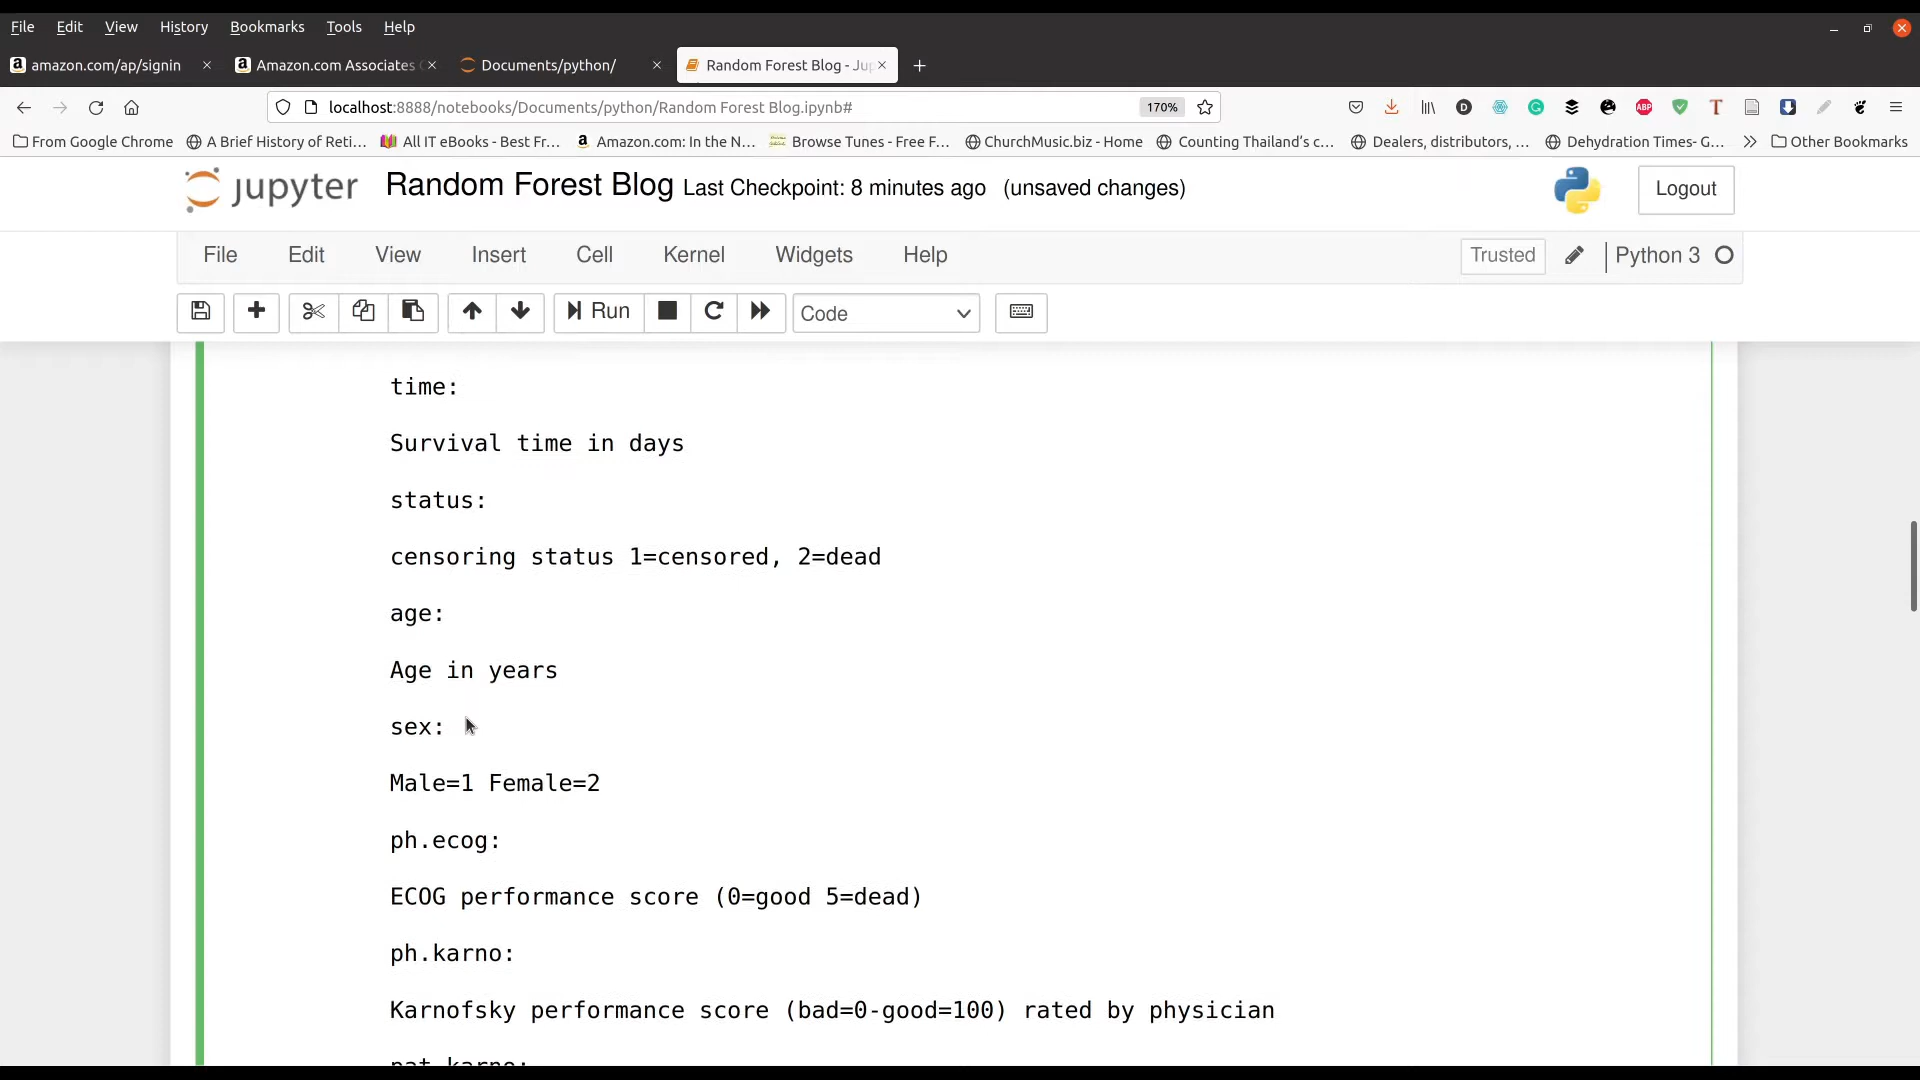 File Edit View History Bookmarks Tools Help
amazon.com/ap/signin
Amazon.com Associates
Documents/python/
Random Forest Blog - Ju
localhost:8888/notebooks/Documents/python/Random Forest Blog.ipynb#
170%
From Google Chrome
A Brief History of Reti...
All IT eBooks - Best Fr...
Amazon.com: In the N...
Browse Tunes - Free F...
ChurchMusic.biz - Home
Counting Thailand's c...
Dealers, distributors, ...
Dehydration Times- G...
Other Bookmarks
jupyter Random Forest Blog Last Checkpoint: 8 minutes ago (unsaved changes)
Logout
File Edit View Insert Cell Kernel Widgets Help
Trusted
Python 3
Run
Code
time:
Survival time in days
status:
censoring status 1=censored, 2=dead
age:
Age in years
sex:
Male=1 Female=2
ph.ecog:
ECOG performance score (0=good 5=dead)
ph.karno:
Karnofsky performance score (bad=0-good=100) rated by physician
pat.karno: